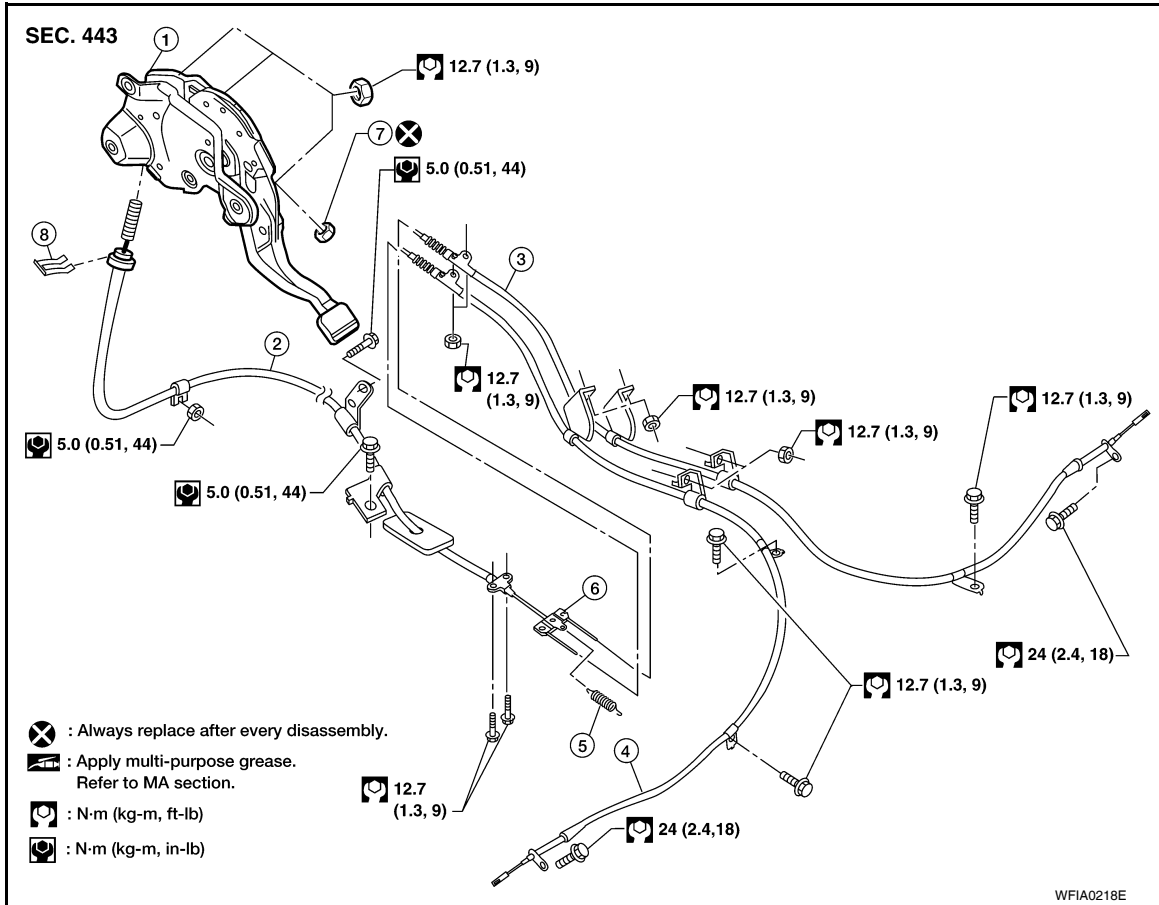 SEC. 443
1
12.7 (1.3, 9)
7
5.0 (0.51, 44)
8
3
2
12.7
(1.3, 9)
12.7 (1.3, 9)
12.7 (1.3, 9)
12.7 (1.3, 9)
5.0 (0.51, 44)
5.0 (0.51, 44)
6
24 (2.4, 18)
12.7 (1.3, 9)
: Always replace after every disassembly.
: Apply multi-purpose grease.
Refer to MA section.
: N·m (kg-m, ft-lb)
: N·m (kg-m, in-lb)
5
4
12.7
(1.3, 9)
24 (2.4,18)
WFIA0218E